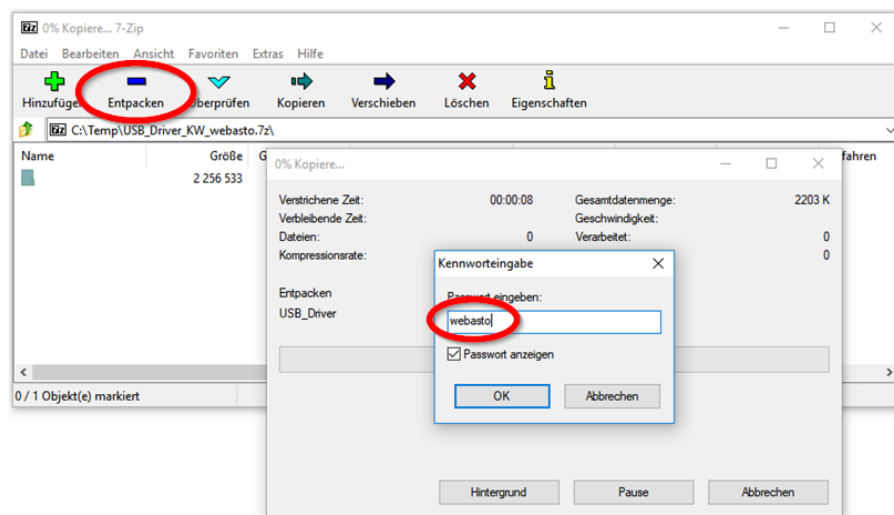 0% Kopiere... 7-Zip
Datei Bearbeiten Ansicht Favoriten Extras Hilfe
Hinzufügen Entpacken Überprüfen Kopieren Verschieben Löschen Eigenschaften
C:\Temp\USB_Driver_KW_webasto.7z\
Name Größe G fahren
2 256 533
0% Kopiere...
Verstrichene Zeit: 00:00:08 Gesamtdatenmenge: 2203 K
Verbleibende Zeit: Geschwindigkeit:
Dateien: 0 Verarbeitet: 0
Kompressionsrate: 0
Kennworteingabe
Passwort eingeben:
webasto
Passwort anzeigen
OK Abbrechen
Entpacken
USB_Driver
0 / 1 Objekt(e) markiert
Hintergrund Pause Abbrechen